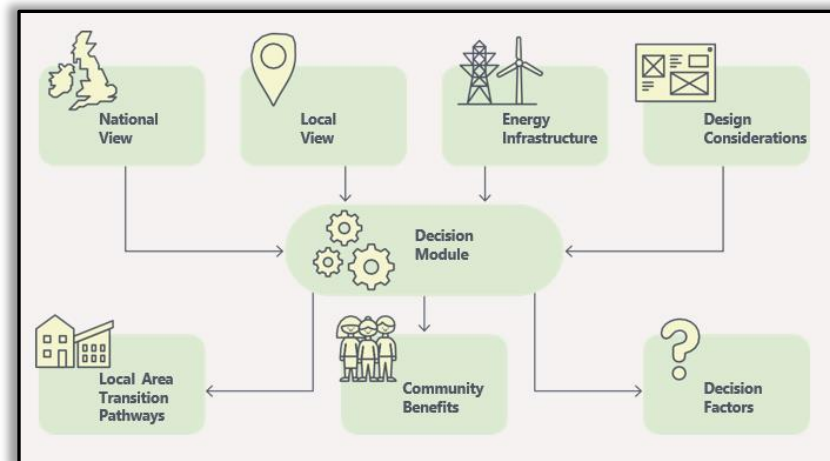 National
View
Local
View
Energy
Infrastructure
Design
Considerations
Decision
Module
Local Area
Transition
Pathways
Community
Benefits
Decision
Factors